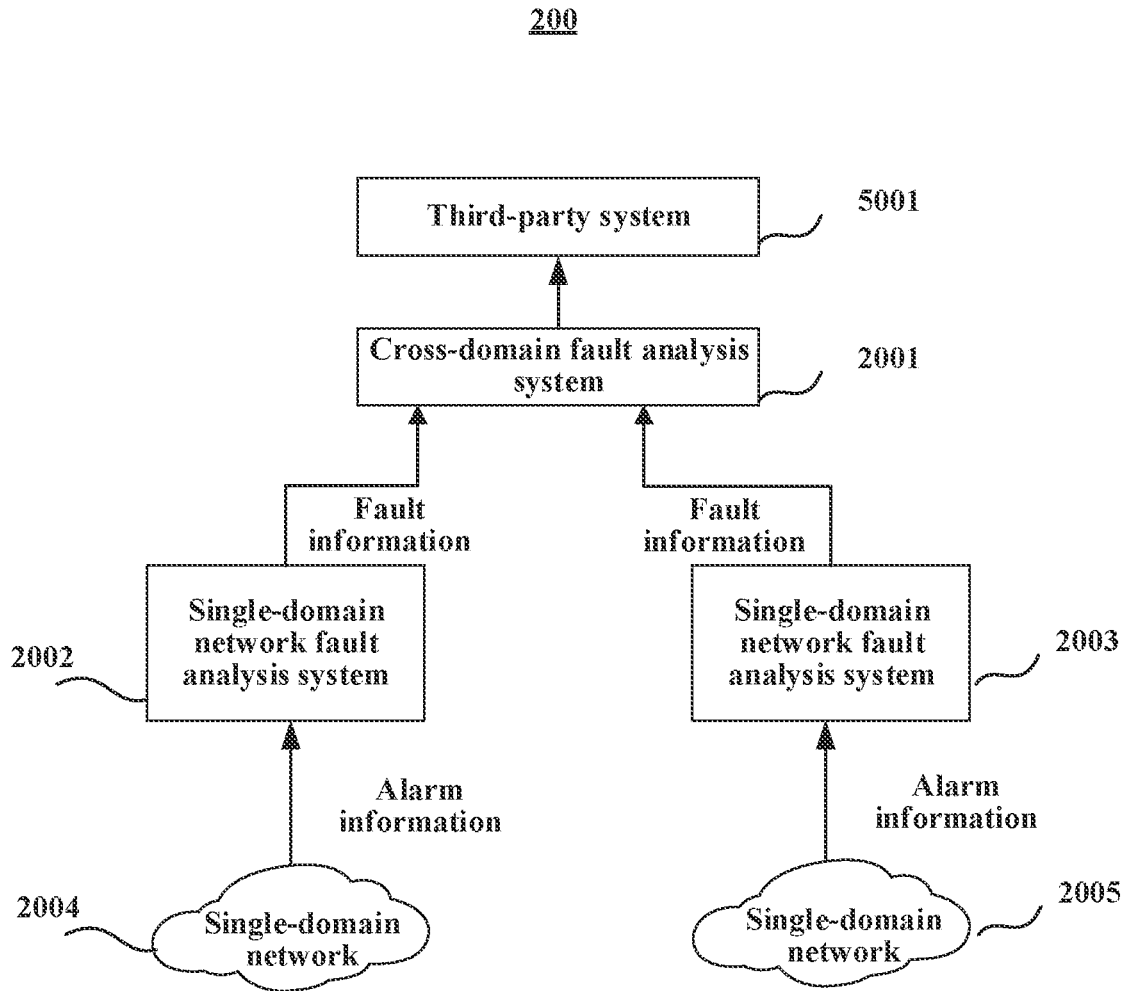 200
Third-party system
5001
Cross-domain fault analysis
system
2001
Fault
information
Fault
information
Single-domain
network fault
analysis system
2002
Single-domain
network fault
analysis system
2003
Alarm
information
Alarm
information
2004
Single-domain
network
Single-domain
network
2005